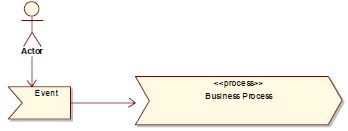 Actor
Event
<<process>>
Business Process